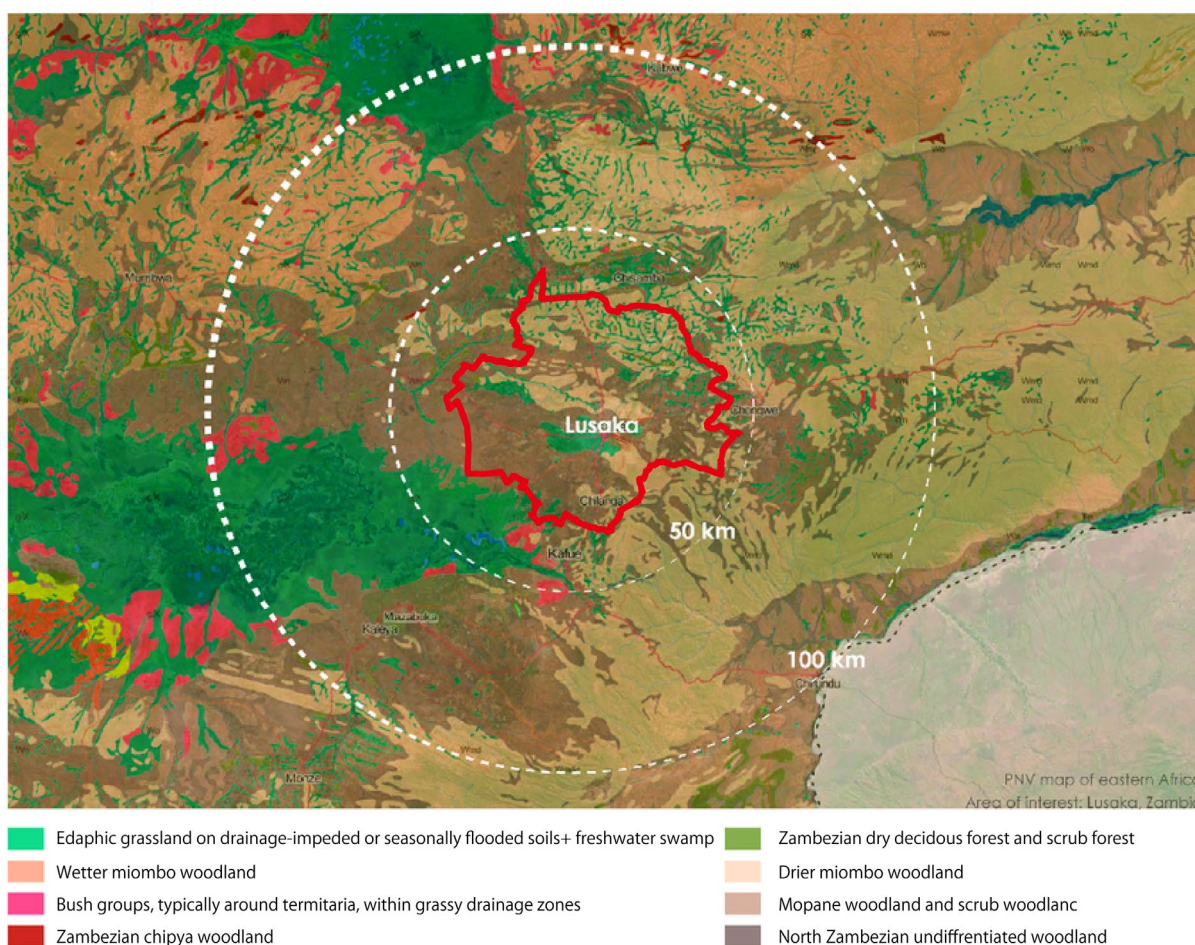 Kabwe
Mumbwa
Chisamba
Chongwe
Lusaka
Chilanga
50 km
Kafue
Mazabuka
Kaleya
100 km
Chirundu
Monze
PNV map of eastern Africa
Area of interest: Lusaka, Zambia
Edaphic grassland on drainage-impeded or seasonally flooded soils+ freshwater swamp
Wetter miombo woodland
Bush groups, typically around termitaria, within grassy drainage zones
Zambezian chipya woodland
Zambezian dry decidous forest and scrub forest
Drier miombo woodland
Mopane woodland and scrub woodlanc
North Zambezian undiffrentiated woodland